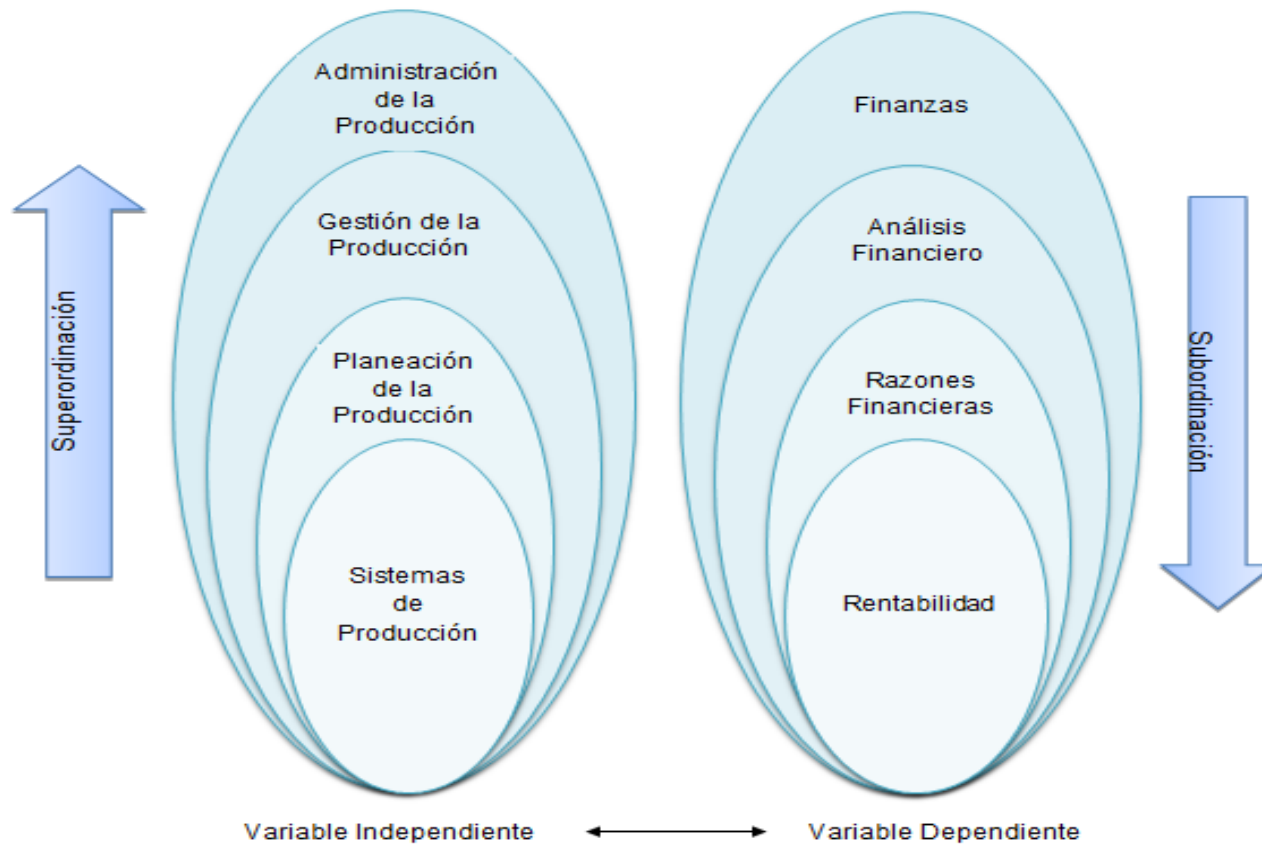 Administración
de la
Producción
Gestión de la
Producción
Planeación
de la
Producción
Sistemas
de
Producción
Superordinación
Finanzas
Análisis
Financiero
Razones
Financieras
Rentabilidad
Subordinación
Variable Independiente
Variable Dependiente